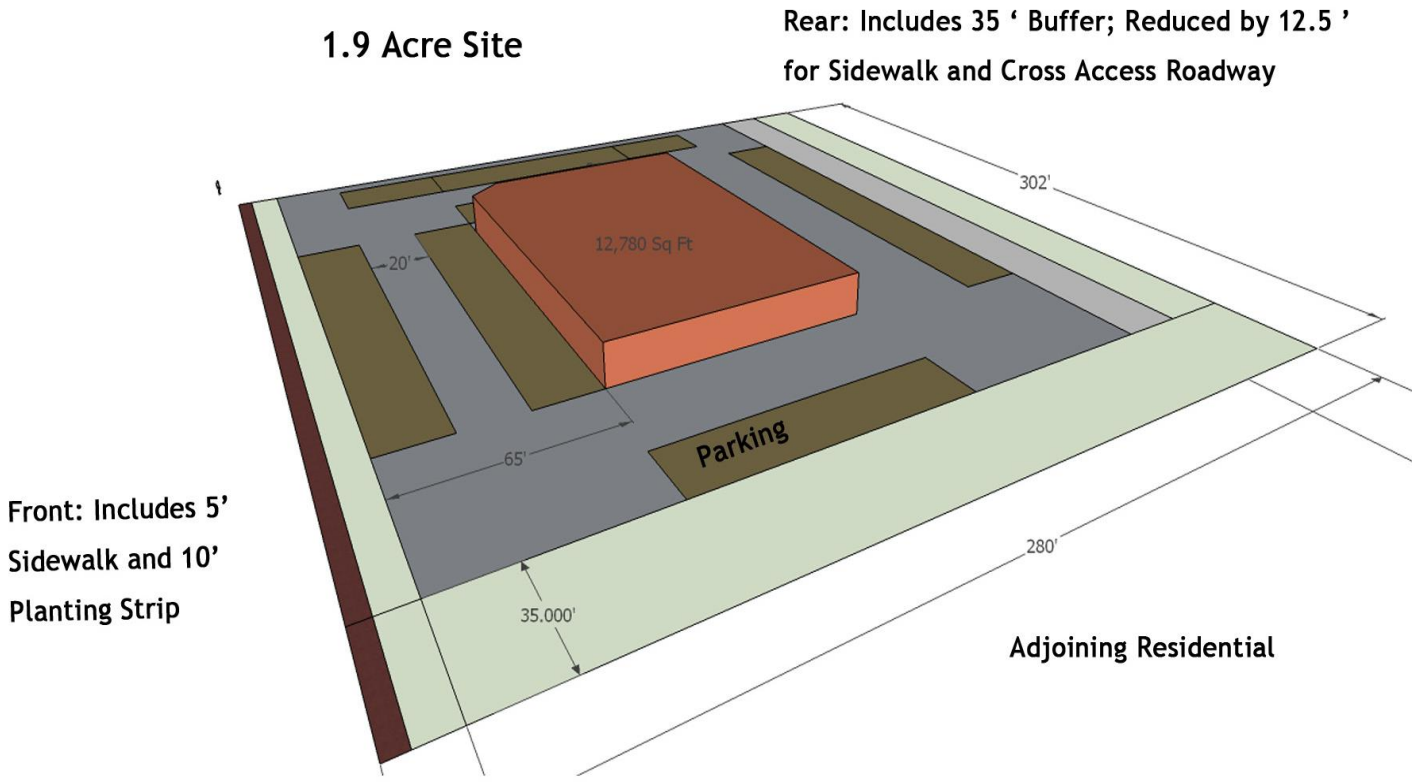 1.9 Acre Site
Rear: Includes 35 ‘ Buffer; Reduced by 12.5 ’
for Sidewalk and Cross Access Roadway
302'
12,780 Sq Ft
20'
Parking
65'
Front: Includes 5’
Sidewalk and 10’
Planting Strip
280'
35.000'
Adjoining Residential